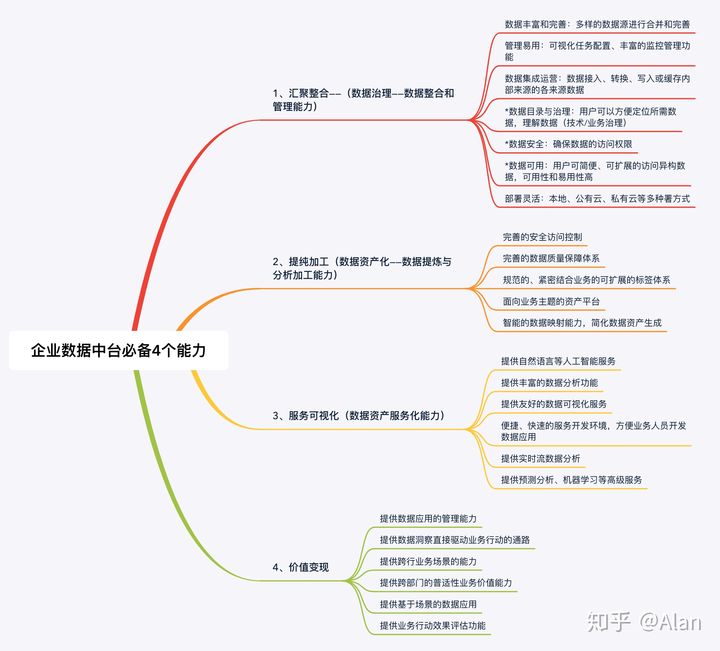 企业数据中台必备4个能力
1、汇聚整合——（数据治理——数据整合和
管理能力）
数据丰富和完善：多样的数据源进行合并和完善
管理易用：可视化任务配置、丰富的监控管理功
能
数据集成运营：数据接入、转换、写入或缓存内
部来源的各来源数据
*数据目录与治理：用户可以方便定位所需数
据，理解数据（技术/业务治理）
*数据安全：确保数据的访问权限
*数据可用：用户可简便、可扩展的访问异构数
据，可用性和易用性高
部署灵活：本地、公有云、私有云等多种署方式
2、提纯加工（数据资产化——数据提炼与
分析加工能力）
完善的安全访问控制
完善的数据质量保障体系
规范的、紧密结合业务的可扩展的标签体系
面向业务主题的资产平台
智能的数据映射能力，简化数据资产生成
3、服务可视化（数据资产服务化能力）
提供自然语言等人工智能服务
提供丰富的数据分析功能
提供友好的数据可视化服务
便捷、快速的服务开发环境，方便业务人员开发
数据应用
提供实时流数据分析
提供预测分析、机器学习等高级服务
4、价值变现
提供数据应用的管理能力
提供数据洞察直接驱动业务行动的通路
提供跨行业务场景的能力
提供跨部门的普适性业务价值能力
提供基于场景的数据应用
提供业务行动效果评估功能
知乎 @Alan